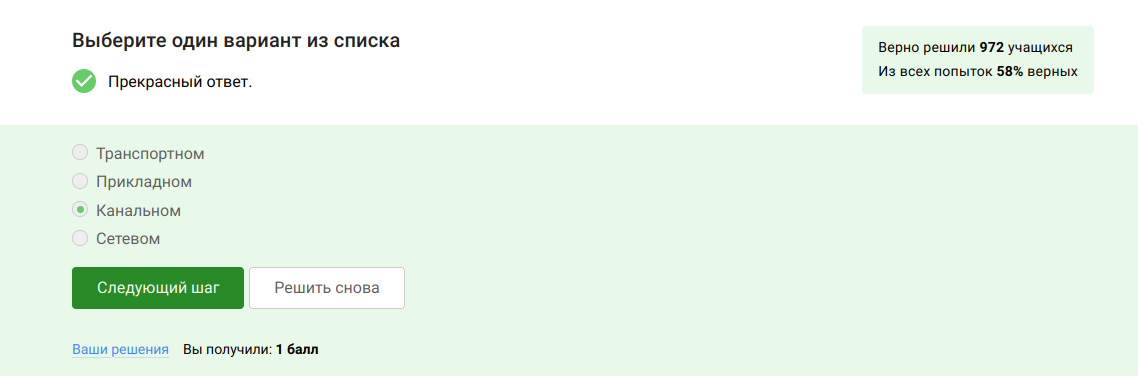 Выберите один вариант из списка
Прекрасный ответ.
Верно решили 972 учащихся
Из всех попыток 58% верных
Транспортном
Прикладном
Канальном
Сетевом
Следующий шаг
Решить снова
Ваши решения
Вы получили: 1 балл